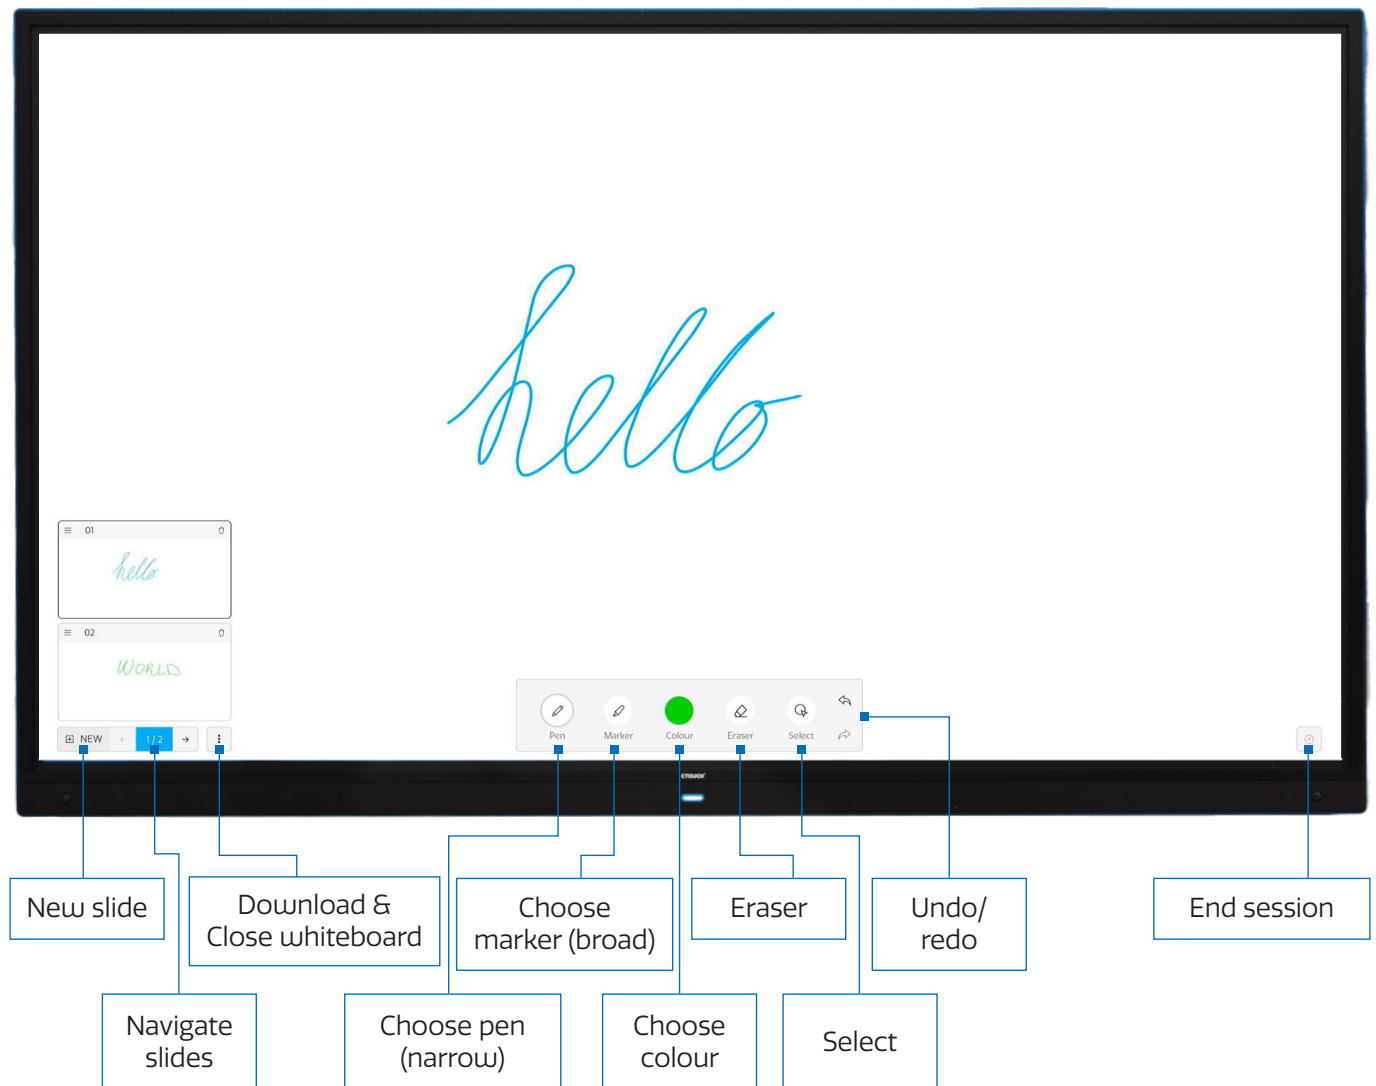 hello
01
hello
02
WORLD
NEW
1/2
Pen
Marker
Colour
Eraser
Select
CTOUCH
New slide
Download &
Close whiteboard
Choose
marker (broad)
Eraser
Undo/
redo
End session
Navigate
slides
Choose pen
(narrow)
Choose
colour
Select